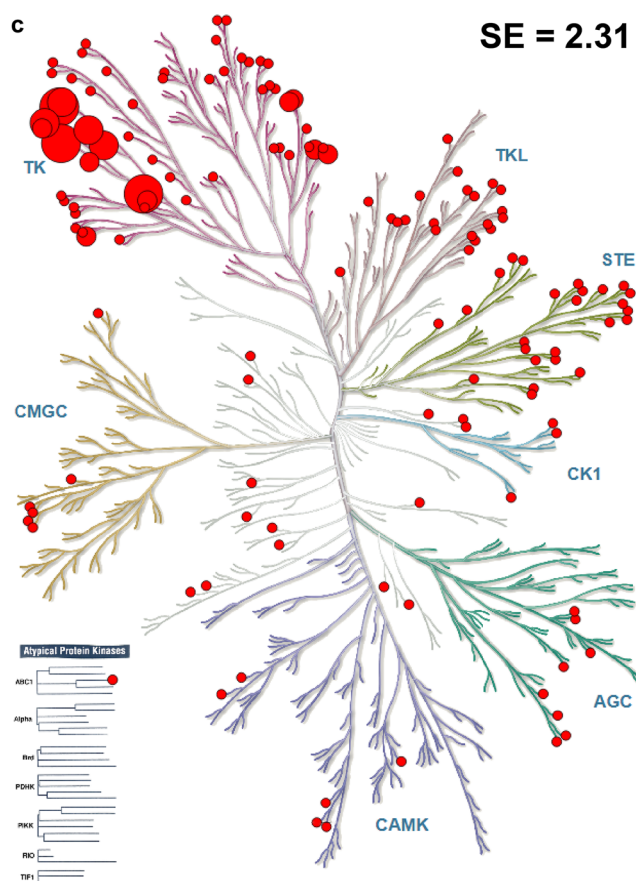 c
SE = 2.31
TK
TKL
STE
CMGC
CK1
AGC
CAMK
Atypical Protein Kinases
ABC1
Alpha
Brd
PDHK
PIKK
RIO
TIF1